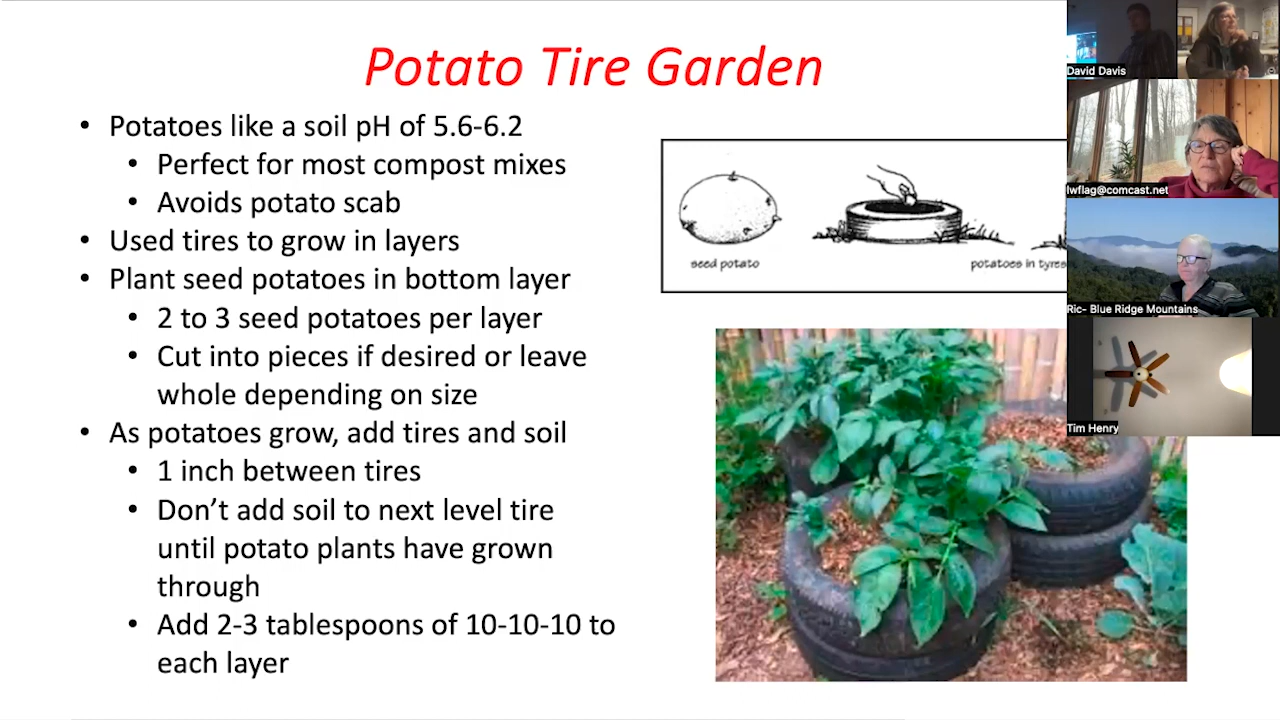 Potato Tire Garden
• Potatoes like a soil pH of 5.6-6.2
• Perfect for most compost mixes
• Avoids potato scab
• Used tires to grow in layers
• Plant seed potatoes in bottom layer
• 2 to 3 seed potatoes per layer
• Cut into pieces if desired or leave
whole depending on size
• As potatoes grow, add tires and soil
• 1 inch between tires
• Don’t add soil to next level tire
until potato plants have grown
through
• Add 2-3 tablespoons of 10-10-10 to
each layer
seed potato
potatoes in tyres
David Davis
lwflag@comcast.net
Ric- Blue Ridge Mountains
Tim Henry